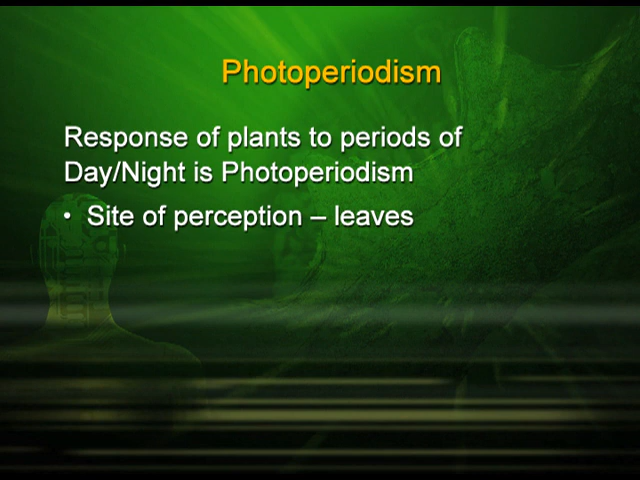 Photoperiodism
Response of plants to periods of
Day/Night is Photoperiodism
• Site of perception – leaves